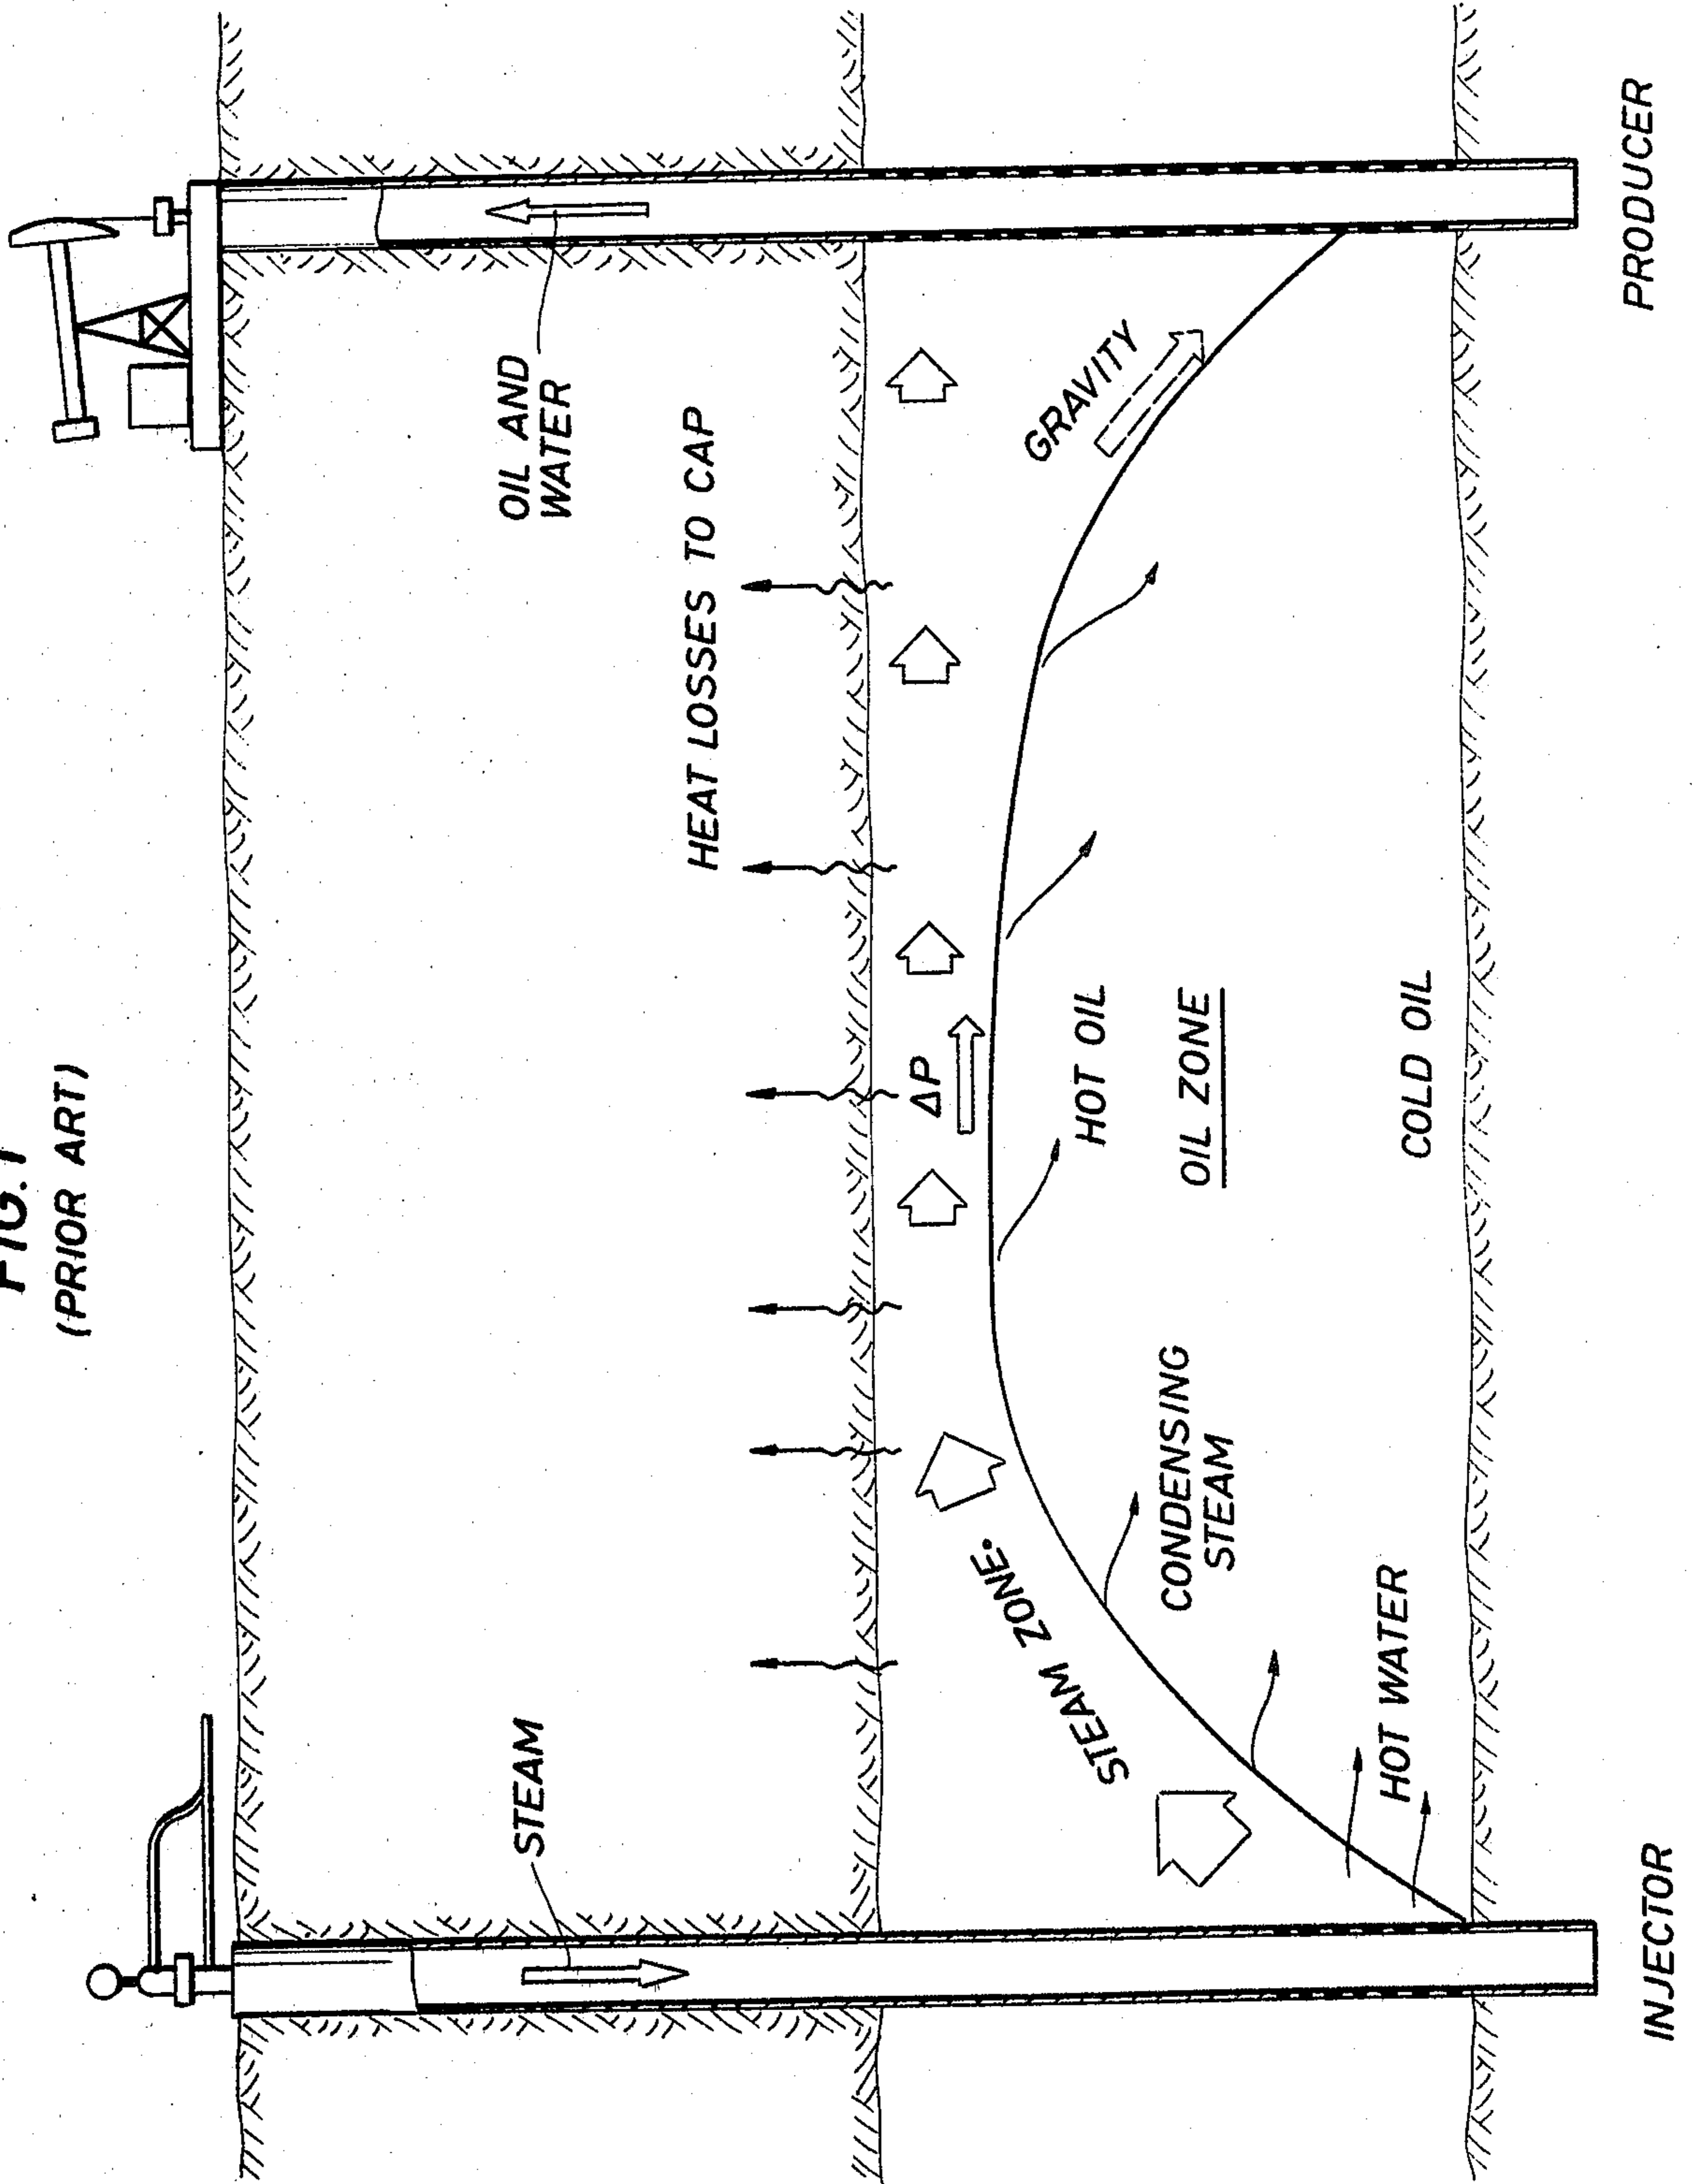 FIG. 1
(PRIOR ART)
STEAM
OIL AND
WATER
HEAT LOSSES TO CAP
STEAM ZONE.
ΔP
GRAVITY
HOT OIL
CONDENSING
STEAM
OIL ZONE
HOT WATER
COLD OIL
INJECTOR
PRODUCER